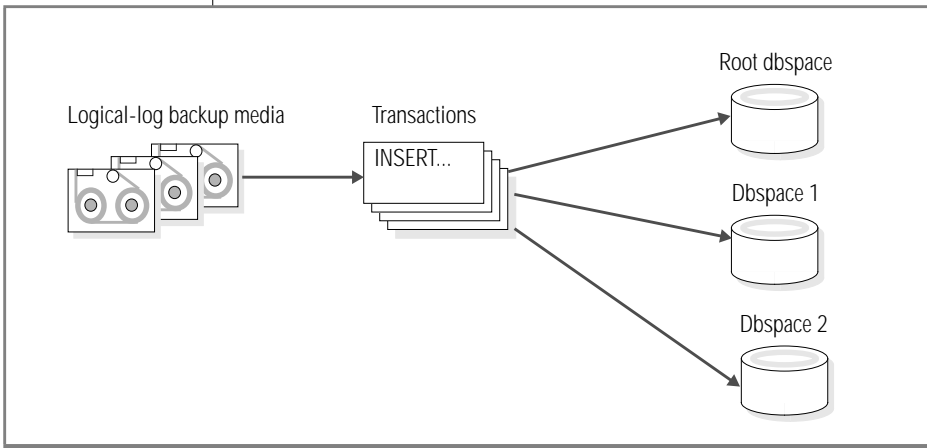 Root dbspace
Logical-log backup media
Transactions
INSERT...
Dbspace 1
Dbspace 2